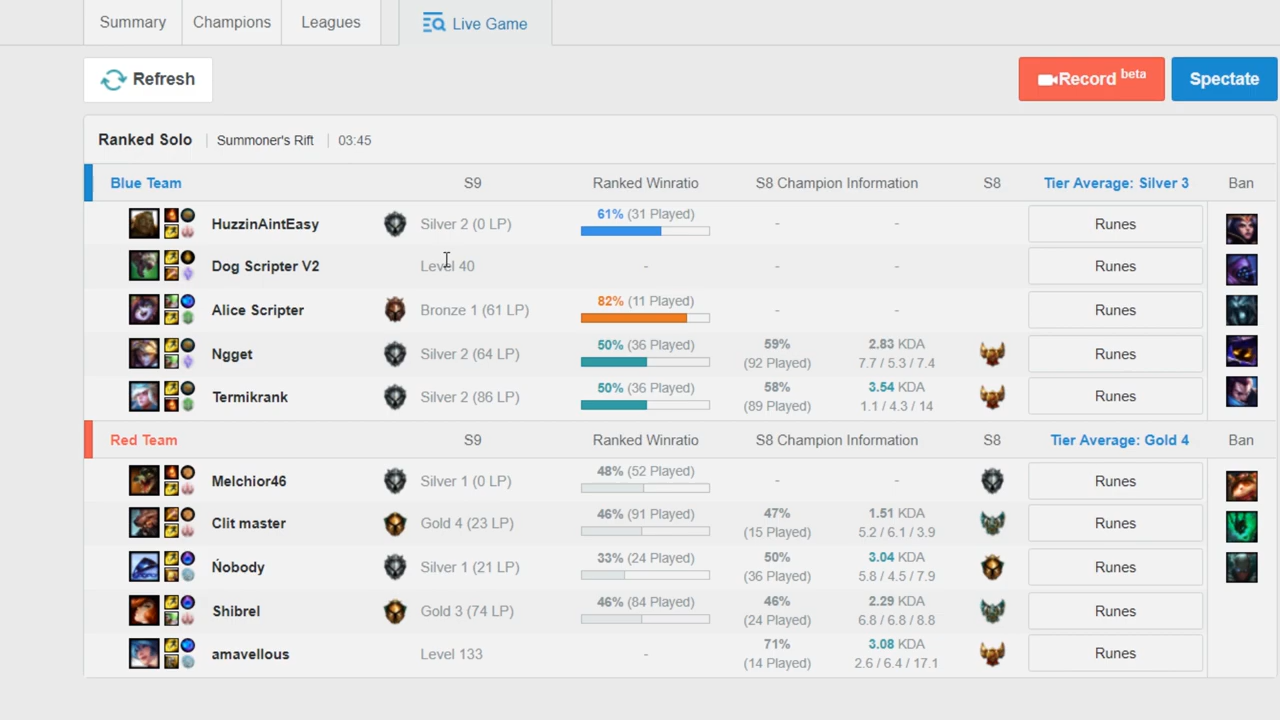 Summary Champions Leagues Live Game
Refresh Record beta Spectate
Ranked Solo Summoner's Rift 03:45
Blue Team S9 Ranked Winratio S8 Champion Information S8 Tier Average: Silver 3 Ban
HuzzinAintEasy Silver 2 (0 LP) 61% (31 Played) - - Runes
Dog Scripter V2 Level 40 - - - Runes
Alice Scripter Bronze 1 (61 LP) 82% (11 Played) - - Runes
Ngget Silver 2 (64 LP) 50% (36 Played) 59% 2.83 KDA Runes
(92 Played) 7.7 / 5.3 / 7.4
Termikrank Silver 2 (86 LP) 50% (36 Played) 58% 3.54 KDA Runes
(89 Played) 1.1 / 4.3 / 14
Red Team S9 Ranked Winratio S8 Champion Information S8 Tier Average: Gold 4 Ban
Melchior46 Silver 1 (0 LP) 48% (52 Played) - - Runes
Clit master Gold 4 (23 LP) 46% (91 Played) 47% 1.51 KDA Runes
(15 Played) 5.2 / 6.1 / 3.9
Ńobody Silver 1 (21 LP) 33% (24 Played) 50% 3.04 KDA Runes
(36 Played) 5.8 / 4.5 / 7.9
Shibrel Gold 3 (74 LP) 46% (84 Played) 46% 2.29 KDA Runes
(24 Played) 6.8 / 6.8 / 8.8
amavellous Level 133 - 71% 3.08 KDA Runes
(14 Played) 2.6 / 6.4 / 17.1